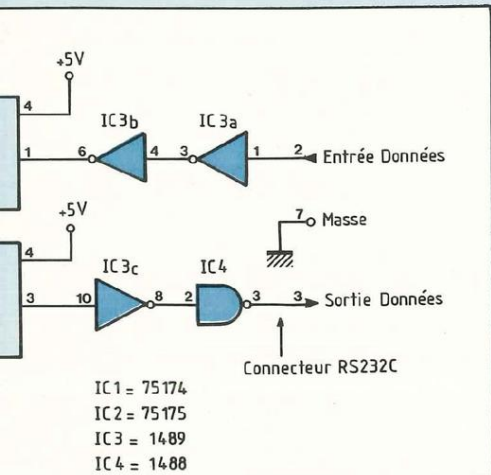 +5V
4
IC3b
IC3a
1
6
4
3
1
2
Entrée Données
+5V
7
Masse
4
IC3c
IC4
3
10
8
2
3
3
Sortie Données
Connecteur RS232C
IC1 = 75174
IC2 = 75175
IC3 = 1489
IC4 = 1488